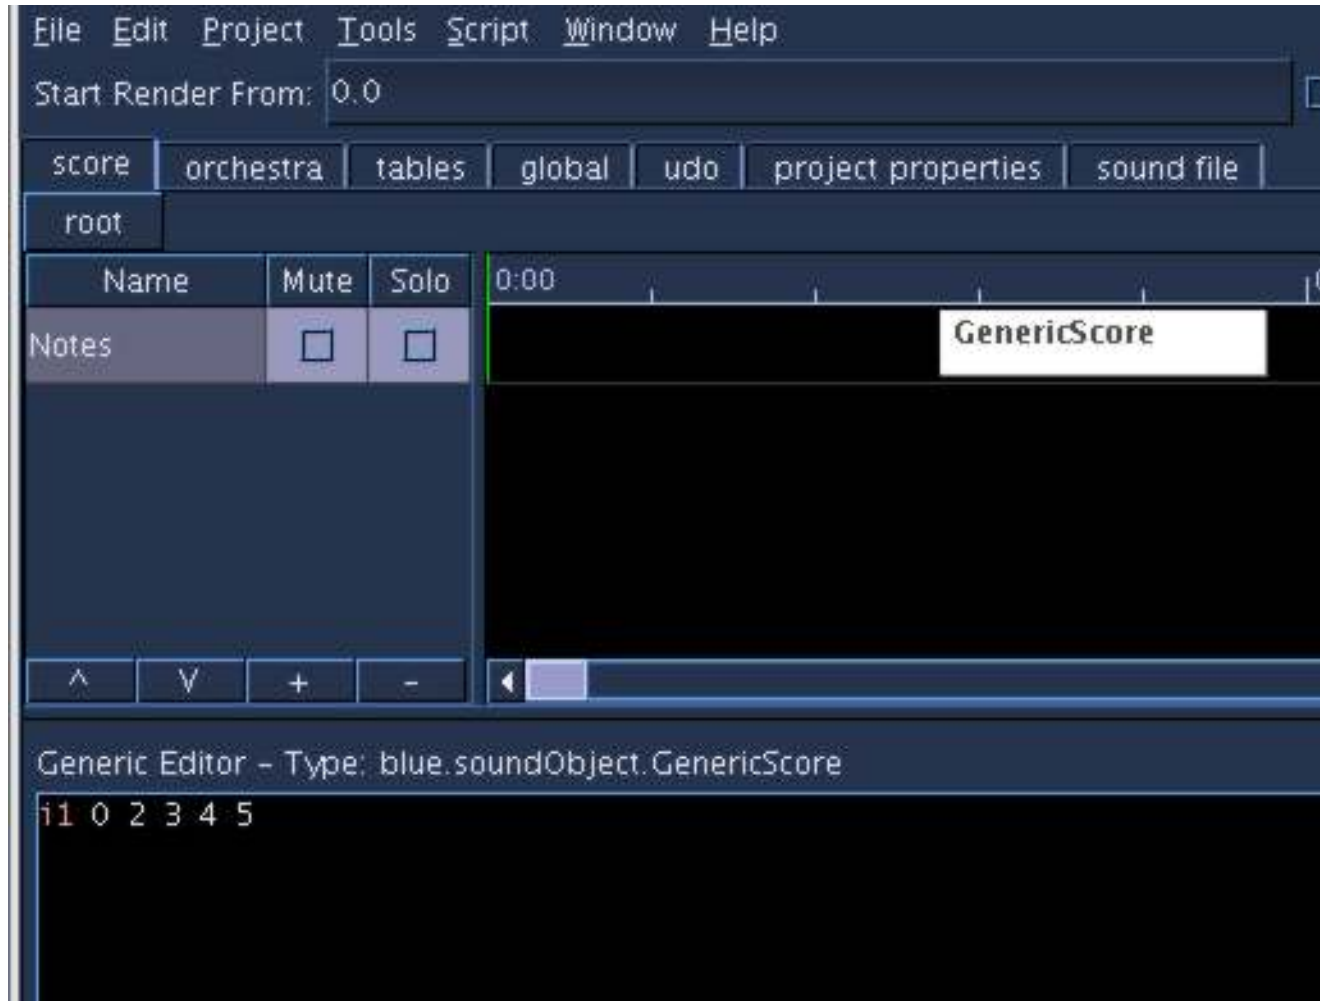 File Edit Project Tools Script Window Help
Start Render From: 0.0
score orchestra tables global udo project properties sound file
root
Name Mute Solo 0:00
Notes GenericScore
^ V + -
Generic Editor – Type: blue.soundObject.GenericScore
i1 0 2 3 4 5